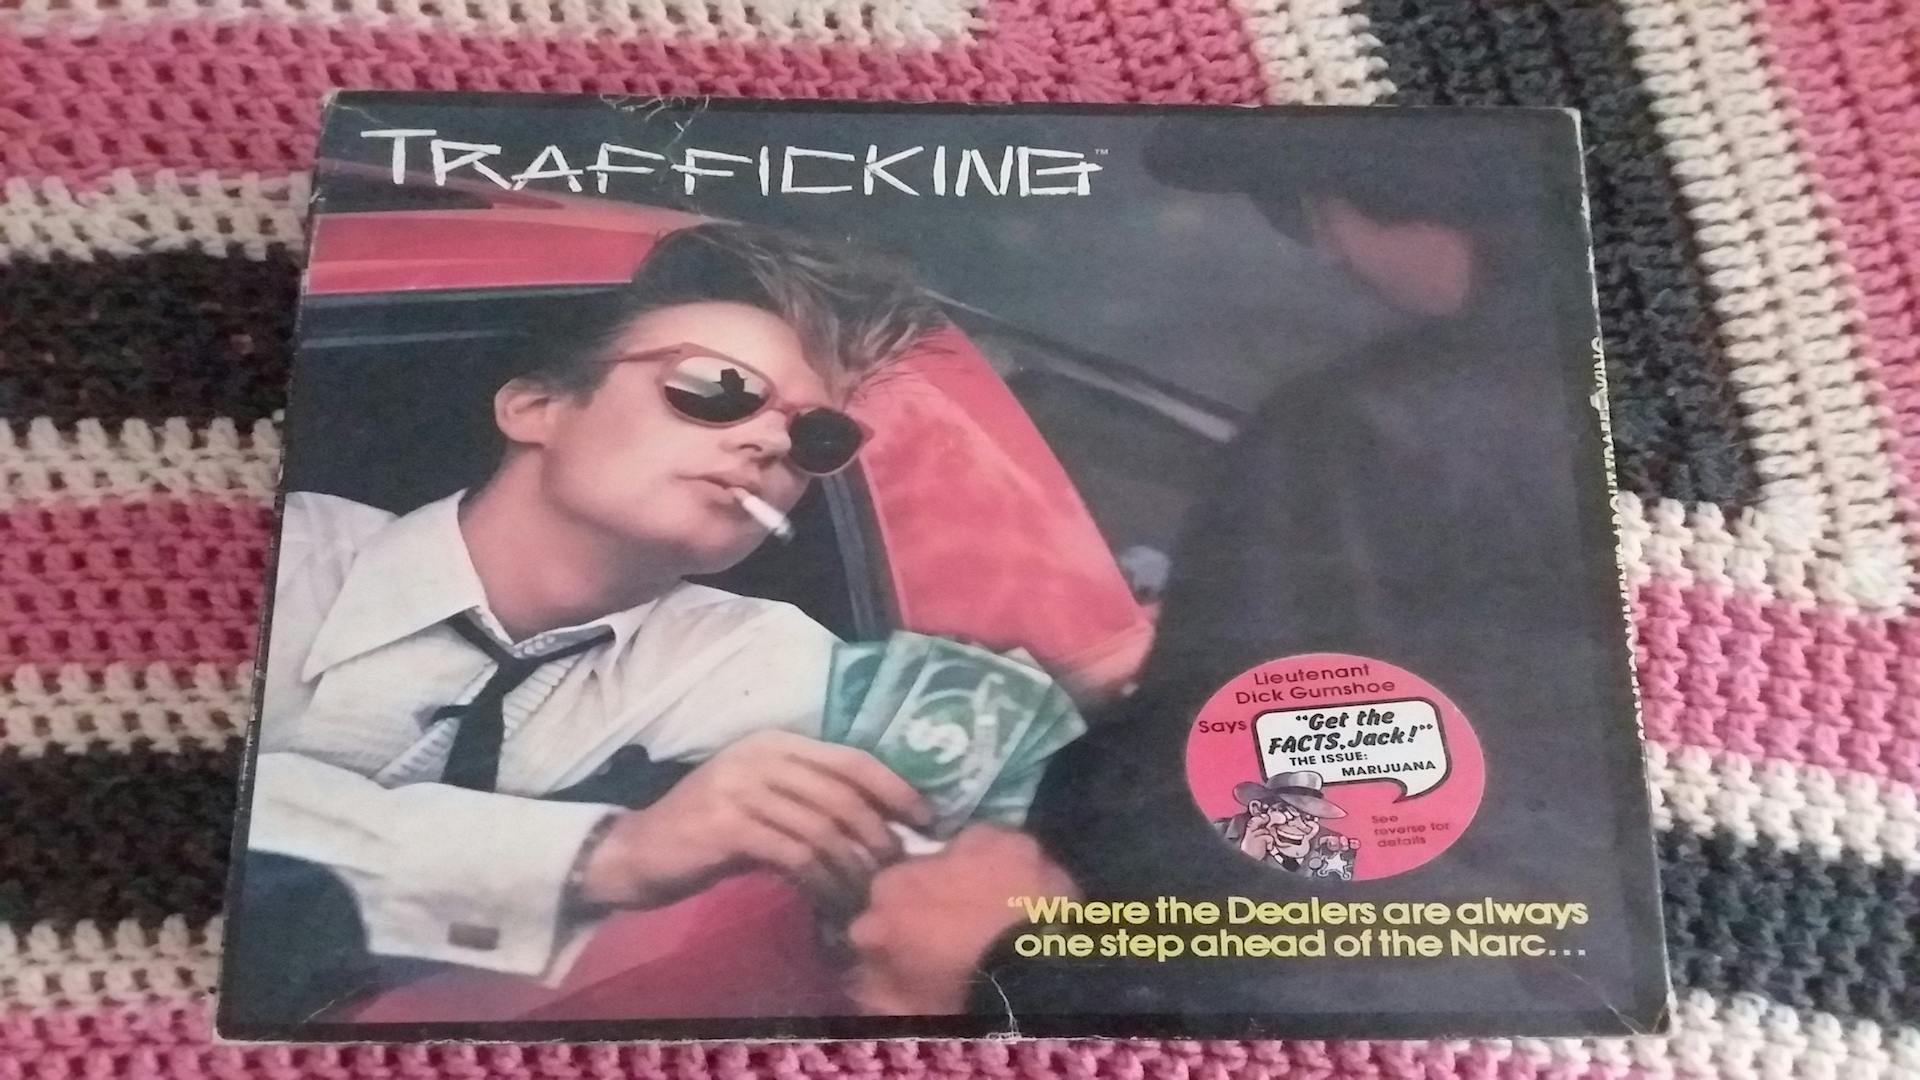 TRAFFICKING™
Lieutenant
Dick Gumshoe
Says
"Get the
FACTS, Jack!"
THE ISSUE:
MARIJUANA
See
reverse for
details
"Where the Dealers are always
one step ahead of the Narc...